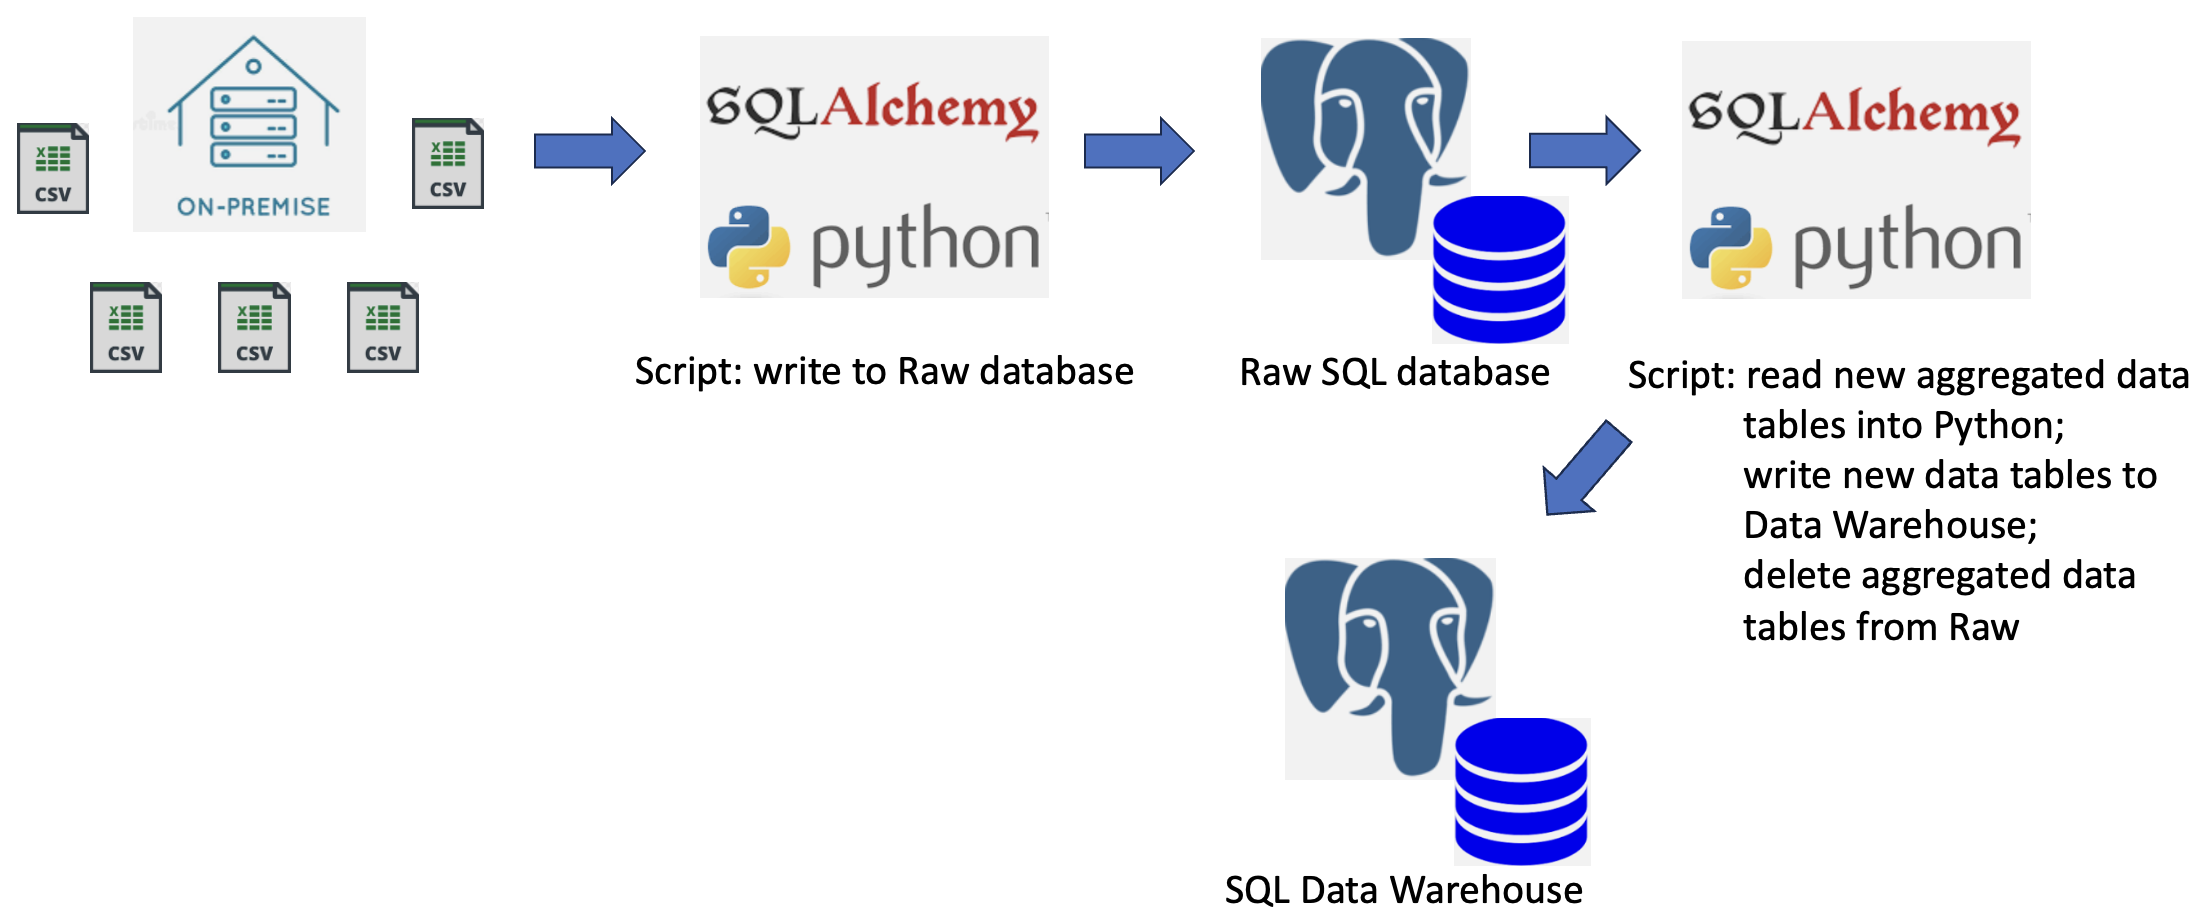 CSV
ON-PREMISE
CSV
CSV
CSV
CSV
SQLAlchemy
python
Script: write to Raw database
Raw SQL database
SQLAlchemy
python
Script: read new aggregated data
tables into Python;
write new data tables to
Data Warehouse;
delete aggregated data
tables from Raw
SQL Data Warehouse